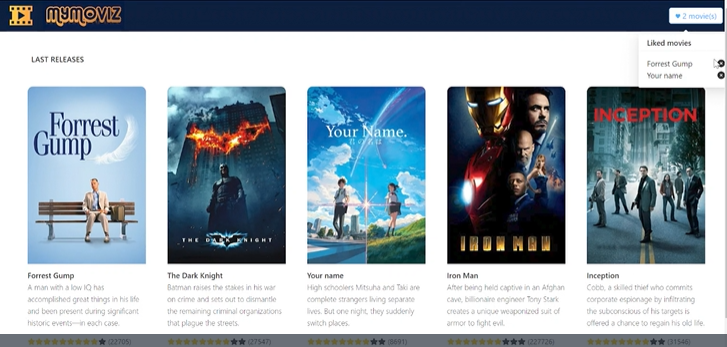 MYMOVIZ
♥ 2 movie(s)
Liked movies
Forrest Gump
Your name
LAST RELEASES
Forrest
Gump
THE DARK KNIGHT
Your Name.
君の名は。
IRON MAN
INCEPTION
Forrest Gump
A man with a low IQ has
accomplished great things in his life
and been present during significant
historic events—in each case.
(22705)
The Dark Knight
Batman raises the stakes in his war
on crime and sets out to dismantle
the remaining criminal organizations
that plague the streets.
(27547)
Your name
High schoolers Mitsuha and Taki are
complete strangers living separate
lives. But one night, they suddenly
switch places.
(8691)
Iron Man
After being held captive in an Afghan
cave, billionaire engineer Tony Stark
creates a unique weaponized suit of
armor to fight evil.
(227726)
Inception
Cobb, a skilled thief who commits
corporate espionage by infiltrating
the subconscious of his targets is
offered a chance to regain his old life.
(31546)